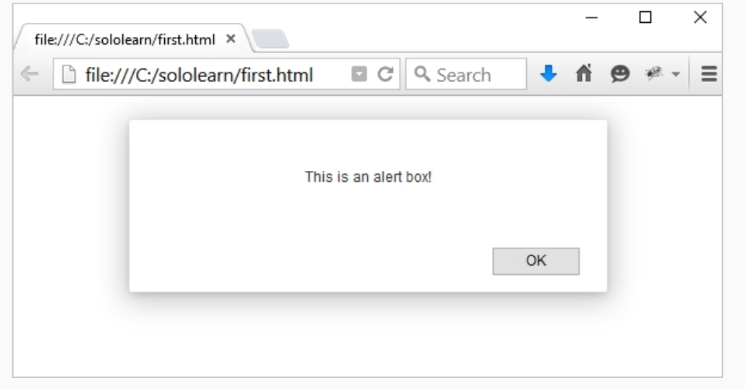 file:///C:/sololearn/first.html
file:///C:/sololearn/first.html
Search
This is an alert box!
OK